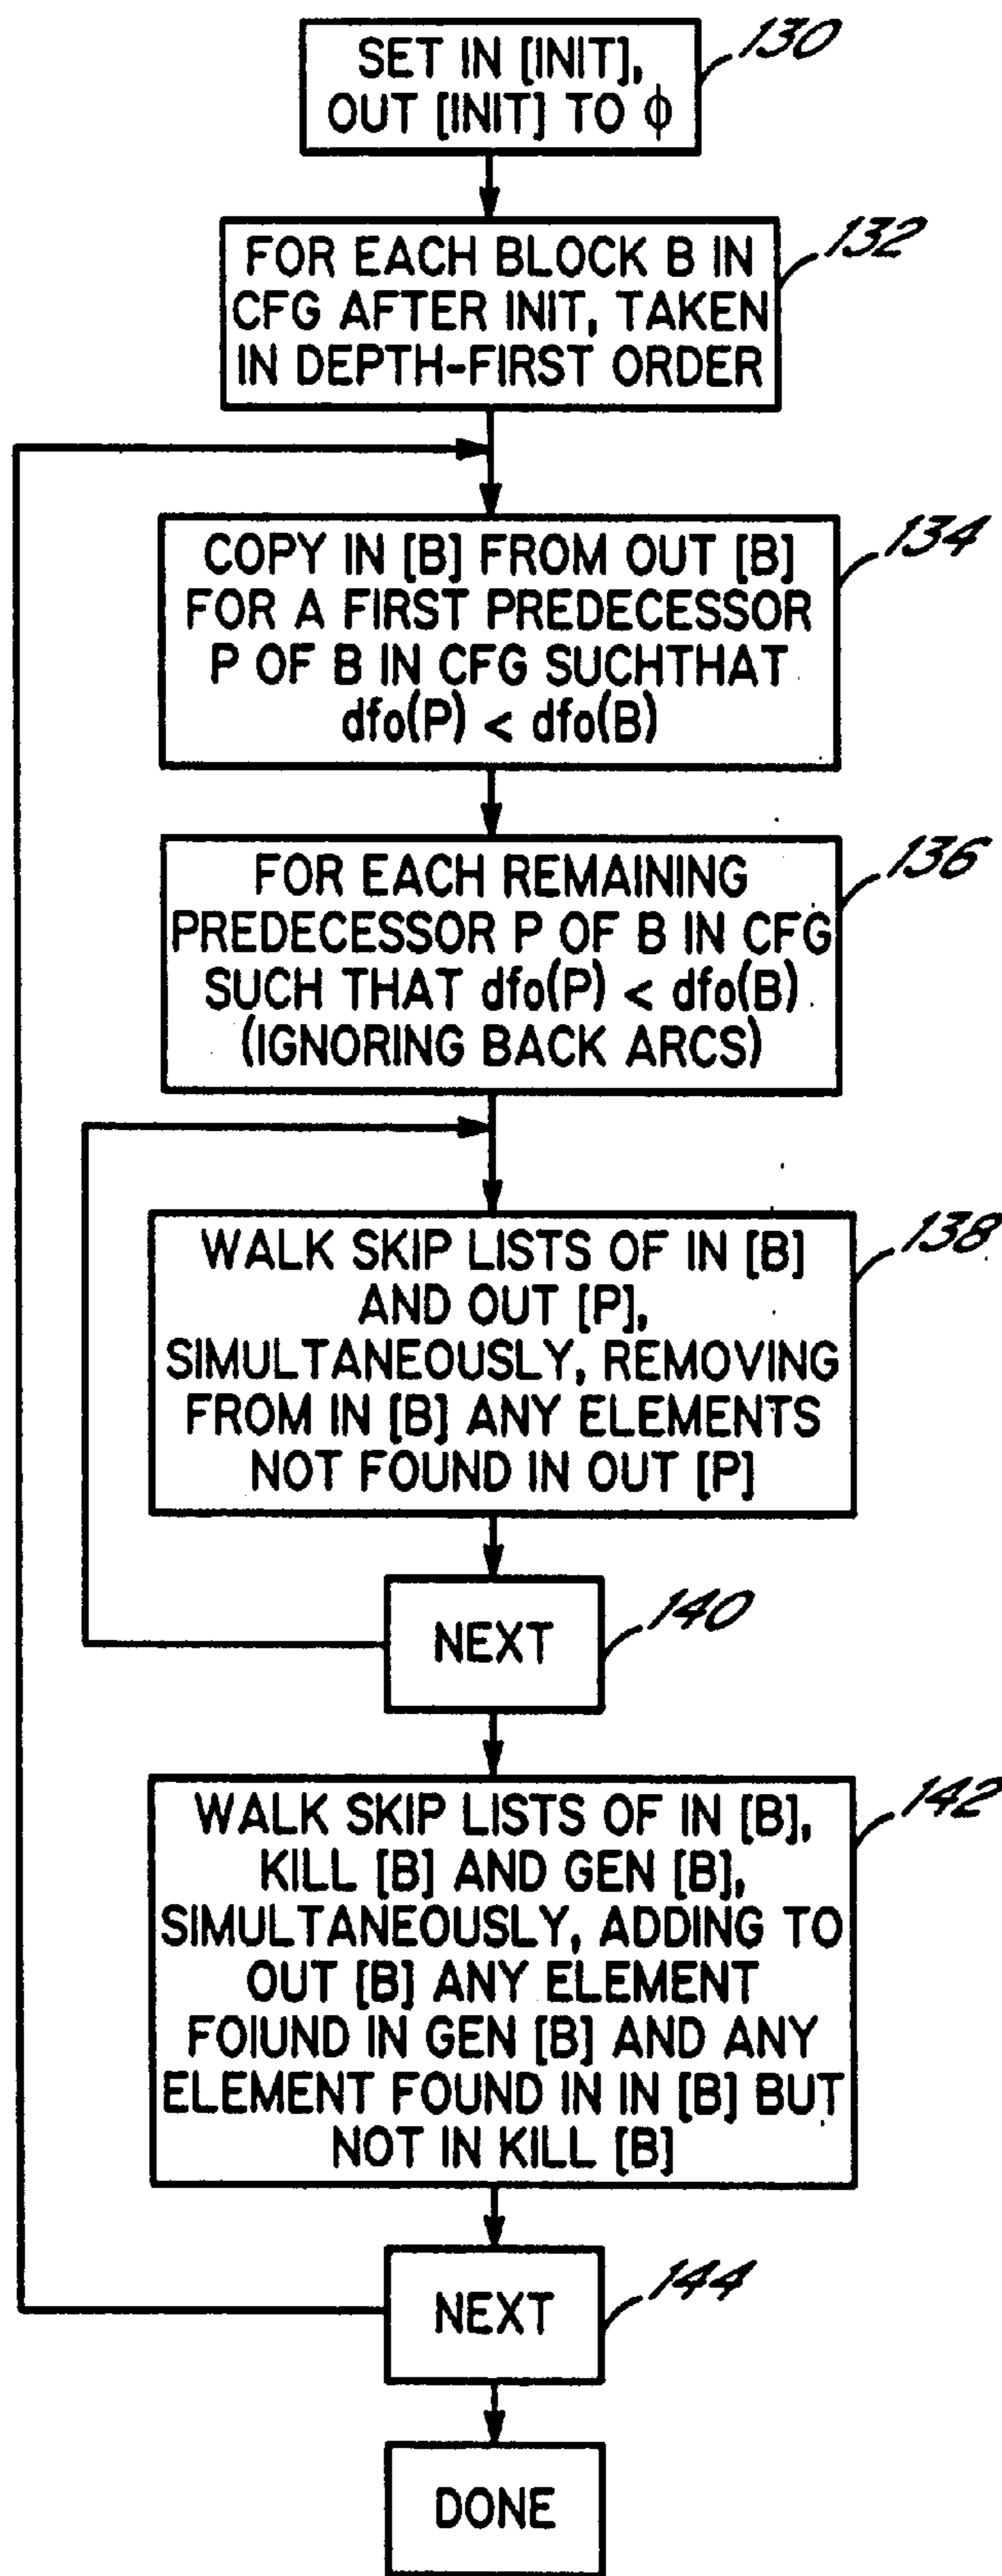 SET IN [INIT],
OUT [INIT] TO ϕ
130
FOR EACH BLOCK B IN
CFG AFTER INIT, TAKEN
IN DEPTH-FIRST ORDER
132
COPY IN [B] FROM OUT [B]
FOR A FIRST PREDECESSOR
P OF B IN CFG SUCHTHAT
dfo(P) < dfo(B)
134
FOR EACH REMAINING
PREDECESSOR P OF B IN CFG
SUCH THAT dfo(P) < dfo(B)
(IGNORING BACK ARCS)
136
WALK SKIP LISTS OF IN [B]
AND OUT [P],
SIMULTANEOUSLY, REMOVING
FROM IN [B] ANY ELEMENTS
NOT FOUND IN OUT [P]
138
NEXT
140
WALK SKIP LISTS OF IN [B],
KILL [B] AND GEN [B],
SIMULTANEOUSLY, ADDING TO
OUT [B] ANY ELEMENT
FOIUND IN GEN [B] AND ANY
ELEMENT FOUND IN IN [B] BUT
NOT IN KILL [B]
142
NEXT
144
DONE